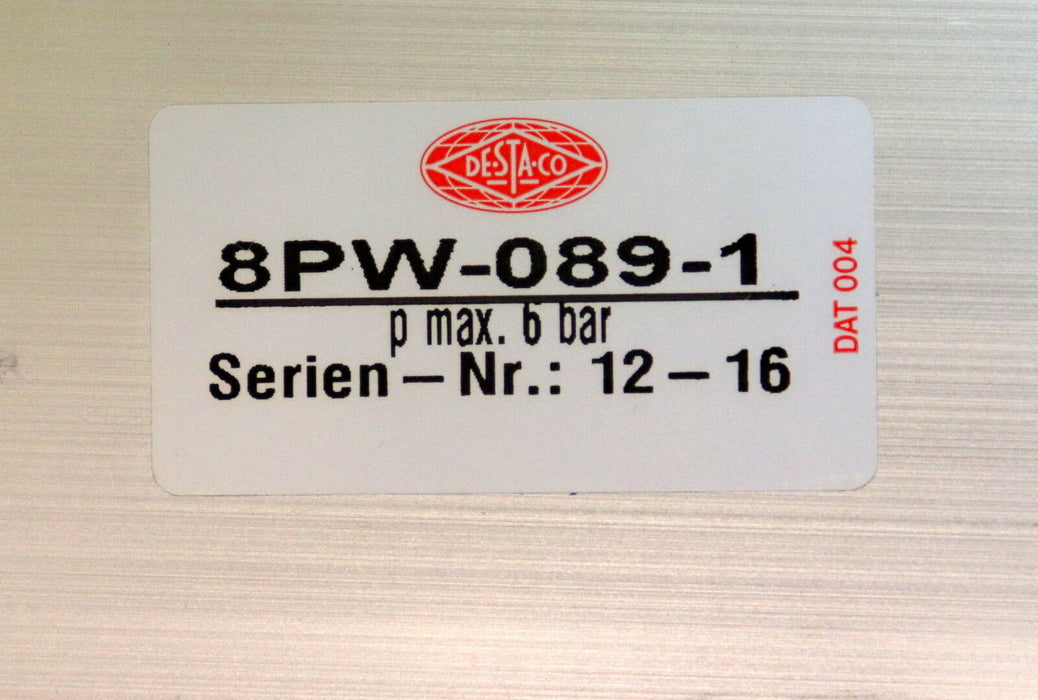 DE·STA·CO
8PW-089-1
p max. 6 bar
Serien – Nr.: 12 – 16
DAT 004